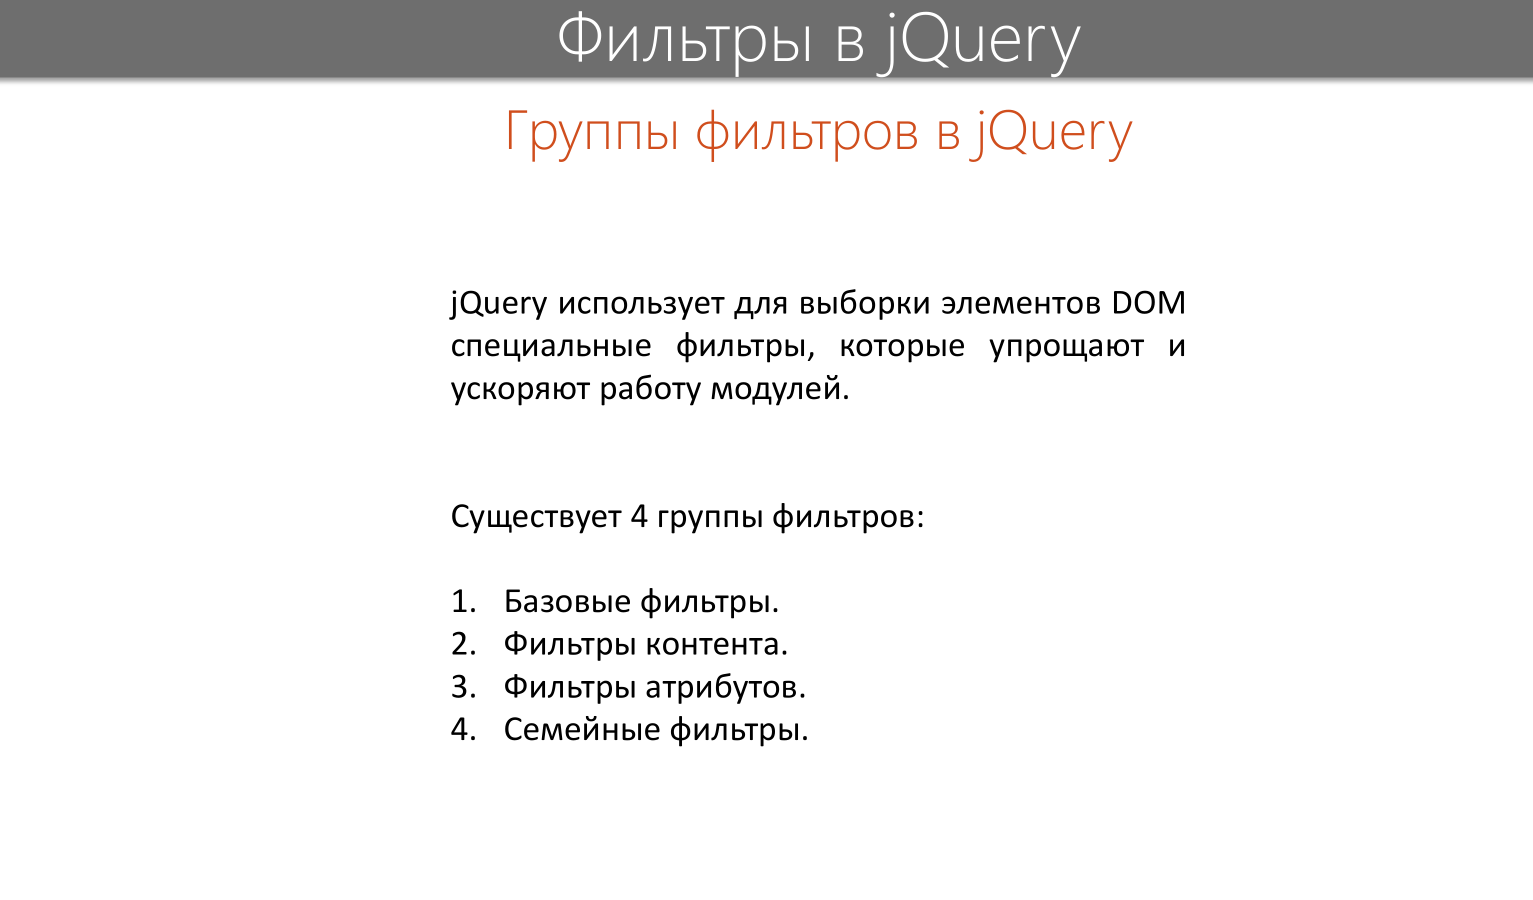 Фильтры в jQuery
Группы фильтров в jQuery
jQuery использует для выборки элементов DOM
специальные фильтры, которые упрощают и
ускоряют работу модулей.
Существует 4 группы фильтров:
1. Базовые фильтры.
2. Фильтры контента.
3. Фильтры атрибутов.
4. Семейные фильтры.